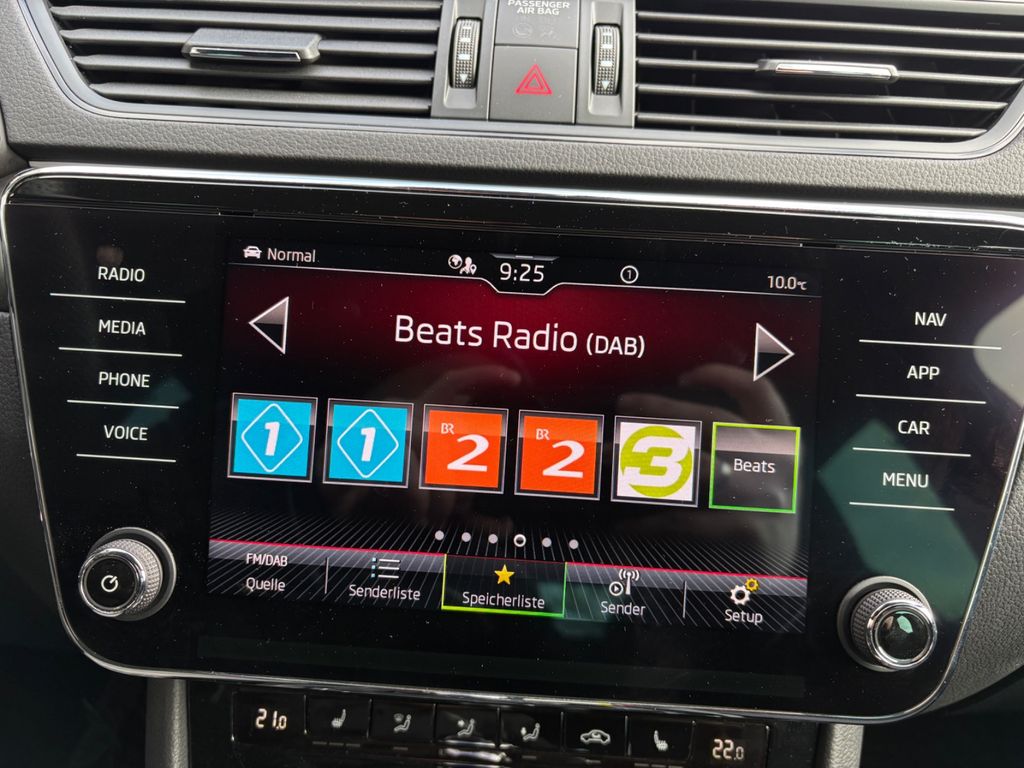 PASSENGER
AIR BAG
Normal
9:25
1
10.0°C
RADIO
MEDIA
PHONE
VOICE
Beats Radio (DAB)
NAV
APP
CAR
MENU
1
1
BR
2
BR
2
3
Beats
FM/DAB
Quelle
Senderliste
Speicherliste
Sender
Setup
21.0
22.0